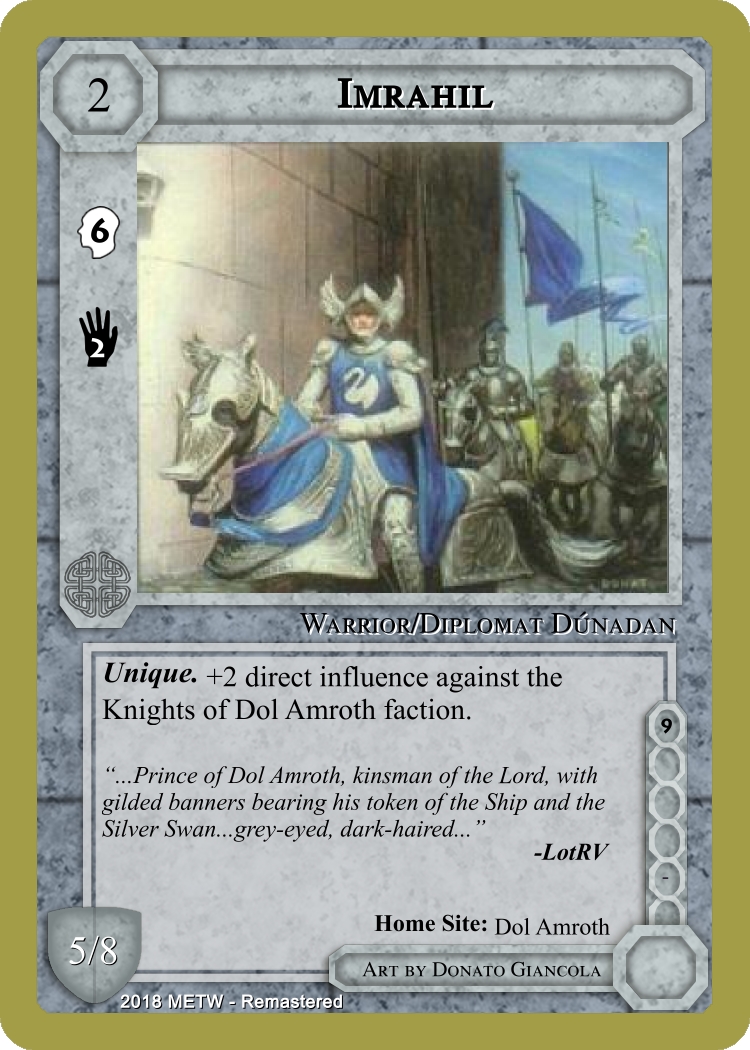 2
IMRAHIL
6
2
DONAT
WARRIOR/DIPLOMAT DÚNADAN
Unique. +2 direct influence against the
Knights of Dol Amroth faction.
9
“...Prince of Dol Amroth, kinsman of the Lord, with
gilded banners bearing his token of the Ship and the
Silver Swan...grey-eyed, dark-haired...”
-LotRV
-
Home Site: Dol Amroth
5/8
ART BY DONATO GIANCOLA
2018 METW - Remastered